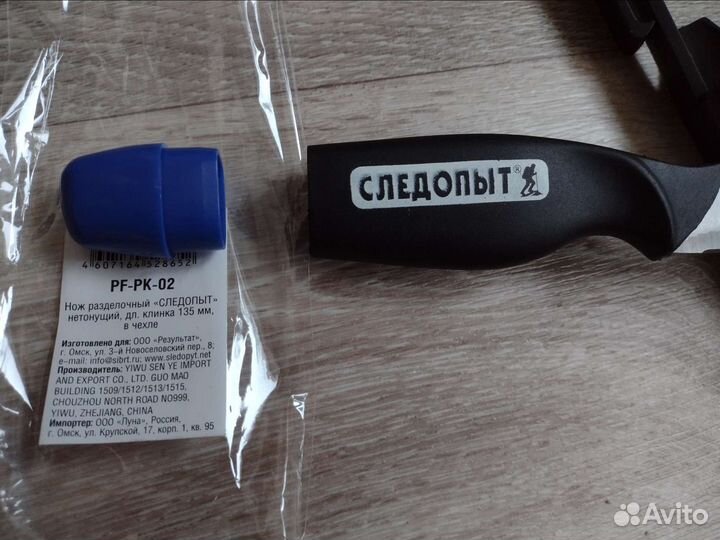 4607164528652
PF-PK-02
Нож разделочный «СЛЕДОПЫТ»
нетонущий, дл. клинка 135 мм,
в чехле
Изготовлено для: ООО «Результат»,
г. Омск, ул. 3-й Новоселовский пер., 8;
e-mail: info@sibrt.ru; www.sledopyt.net
Производитель: YIWU SEN YE IMPORT
AND EXPORT CO., LTD. GUO MAO
BUILDING 1509/1512/1513/1515,
CHOUZHOU NORTH ROAD NO999,
YIWU, ZHEJIANG, CHINA
Импортер: ООО «Луна», Россия,
г. Омск, ул. Крупской, 17, корп. 1, кв. 95
СЛЕДОПЫТ®
Avito